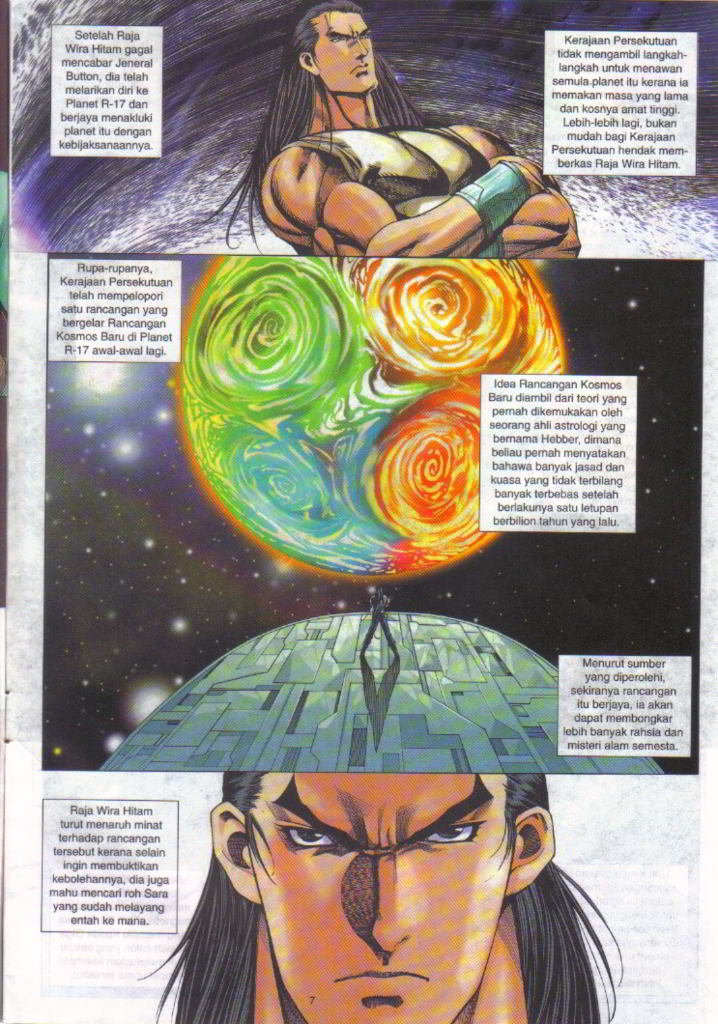 Setelah Raja
Wira Hitam gagal
mencabar Jeneral
Button, dia telah
melarikan diri ke
Planet R-17 dan
berjaya menakluki
planet itu dengan
kebijaksanaannya.
Kerajaan Persekutuan
tidak mengambil langkah-
langkah untuk menawan
semula planet itu kerana ia
memakan masa yang lama
dan kosnya amat tinggi.
Lebih-lebih lagi, bukan
mudah bagi Kerajaan
Persekutuan hendak mem-
berkas Raja Wira Hitam.
Rupa-rupanya,
Kerajaan Persekutuan
telah mempelopori
satu rancangan yang
bergelar Rancangan
Kosmos Baru di Planet
R-17 awal-awal lagi.
Idea Rancangan Kosmos
Baru diambil dari teori yang
pernah dikemukakan oleh
seorang ahli astrologi yang
bernama Hebber, dimana
beliau pernah menyatakan
bahawa banyak jasad dan
kuasa yang tidak terbilang
banyak terbebas setelah
berlakunya satu letupan
berbilion tahun yang lalu.
Menurut sumber
yang diperolehi,
sekiranya rancangan
itu berjaya, ia akan
dapat membongkar
lebih banyak rahsia dan
misteri alam semesta.
Raja Wira Hitam
turut menaruh minat
terhadap rancangan
tersebut kerana selain
ingin membuktikan
kebolehannya, dia juga
mahu mencari roh Sara
yang sudah melayang
entah ke mana.
7